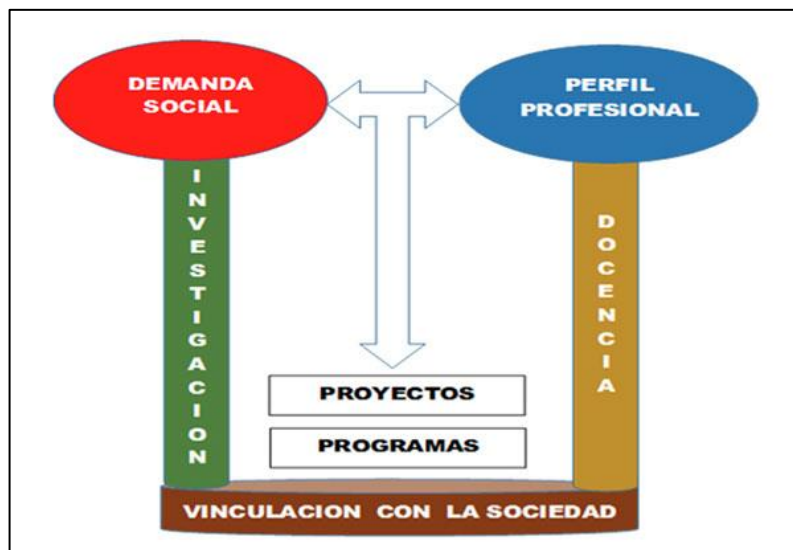 DEMANDA
SOCIAL
PERFIL
PROFESIONAL
INVESTIGACION
DOCENCIA
PROYECTOS
PROGRAMAS
VINCULACION CON LA SOCIEDAD